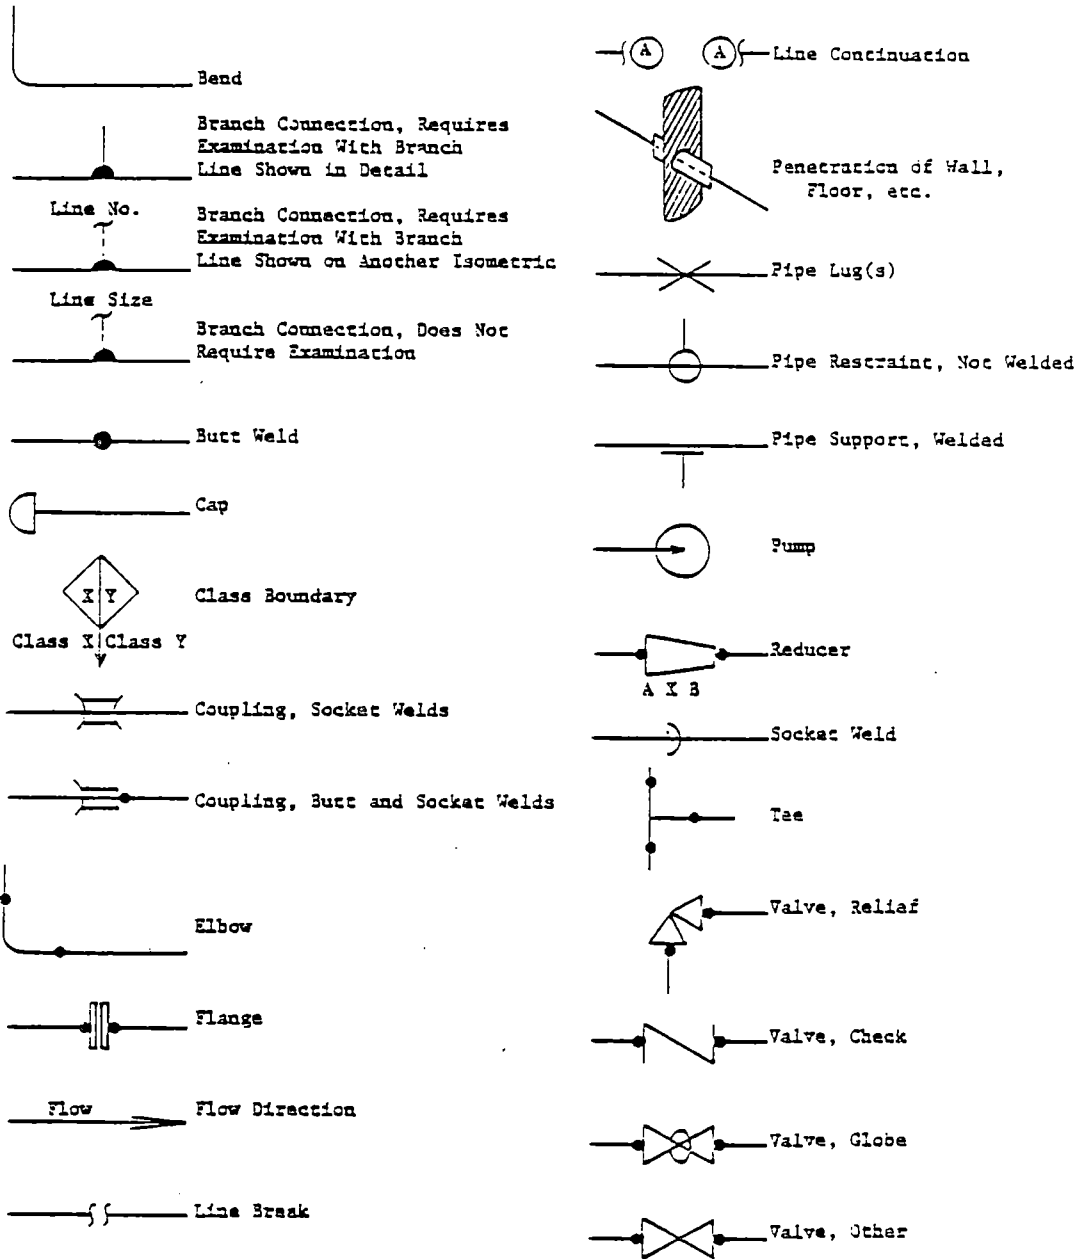 Bend
Branch Connection, Requires
Examination With Branch
Line Shown in Detail
Line No.
Branch Connection, Requires
Examination With Branch
Line Shown on Another Isometric
Line Size
Branch Connection, Does Not
Require Examination
Butt Weld
Cap
X Y
Class Boundary
Class X Class Y
Coupling, Socket Welds
Coupling, Butt and Socket Welds
Elbow
Flange
Flow
Flow Direction
Line Break
A A
Line Continuation
Penetration of Wall,
Floor, etc.
Pipe Lug(s)
Pipe Restraint, Not Welded
Pipe Support, Welded
Pump
Reducer
A X B
Socket Weld
Tee
Valve, Relief
Valve, Check
Valve, Globe
Valve, Other